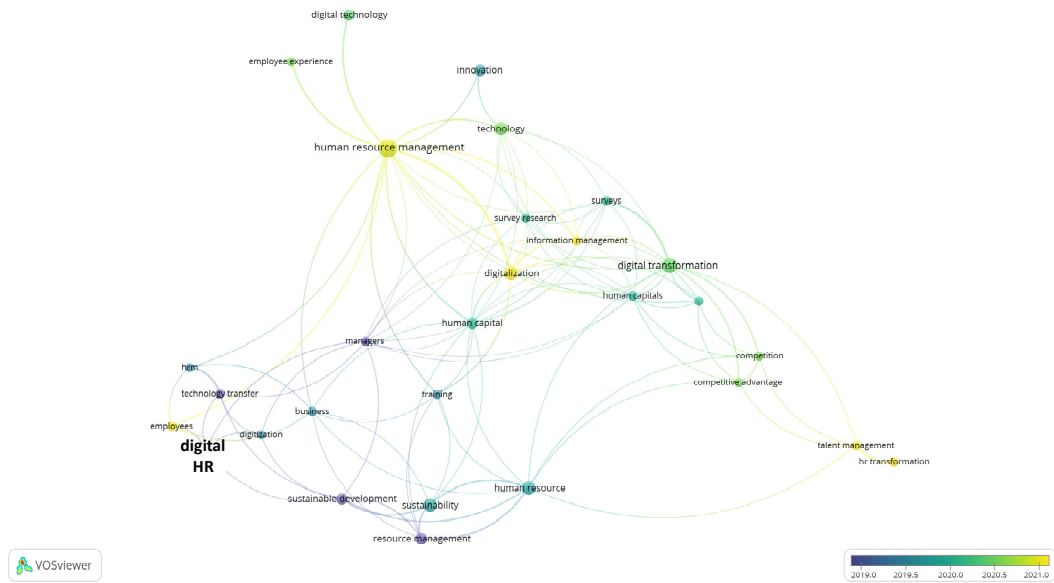 digital technology
employee experience
innovation
technology
human resource management
surveys
survey research
information management
digital transformation
digitalization
human capitals
human capital
managers
competition
hrm
competitive advantage
technology transfer
training
business
employees
digitization
digital
HR
talent management
hr transformation
human resource
sustainable development
sustainability
resource management
VOSviewer
2019.0 2019.5 2020.0 2020.5 2021.0